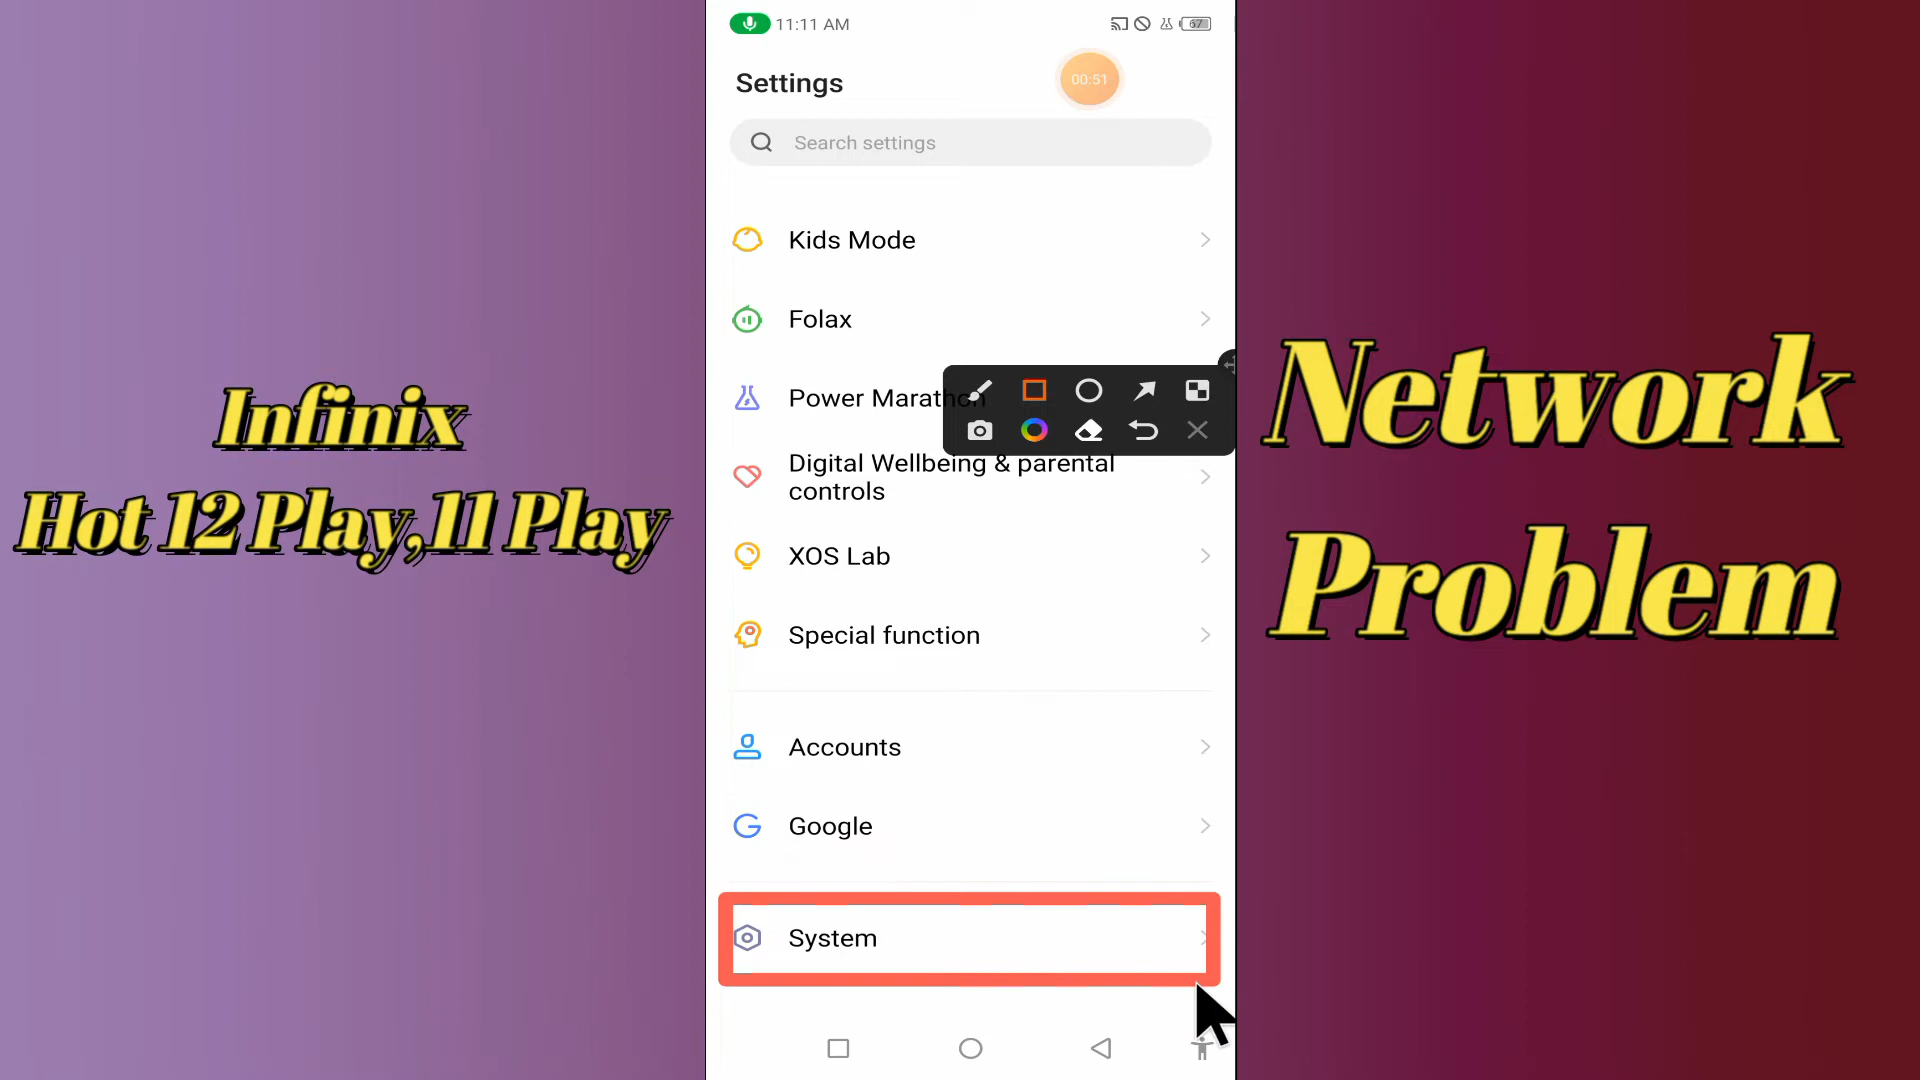 11:11 AM
67
Settings
00:51
Search settings
Kids Mode
Folax
Power Marathon
Digital Wellbeing & parental
controls
XOS Lab
Special function
Accounts
Google
System
Infinix
Hot 12 Play,11 Play
Network
Problem